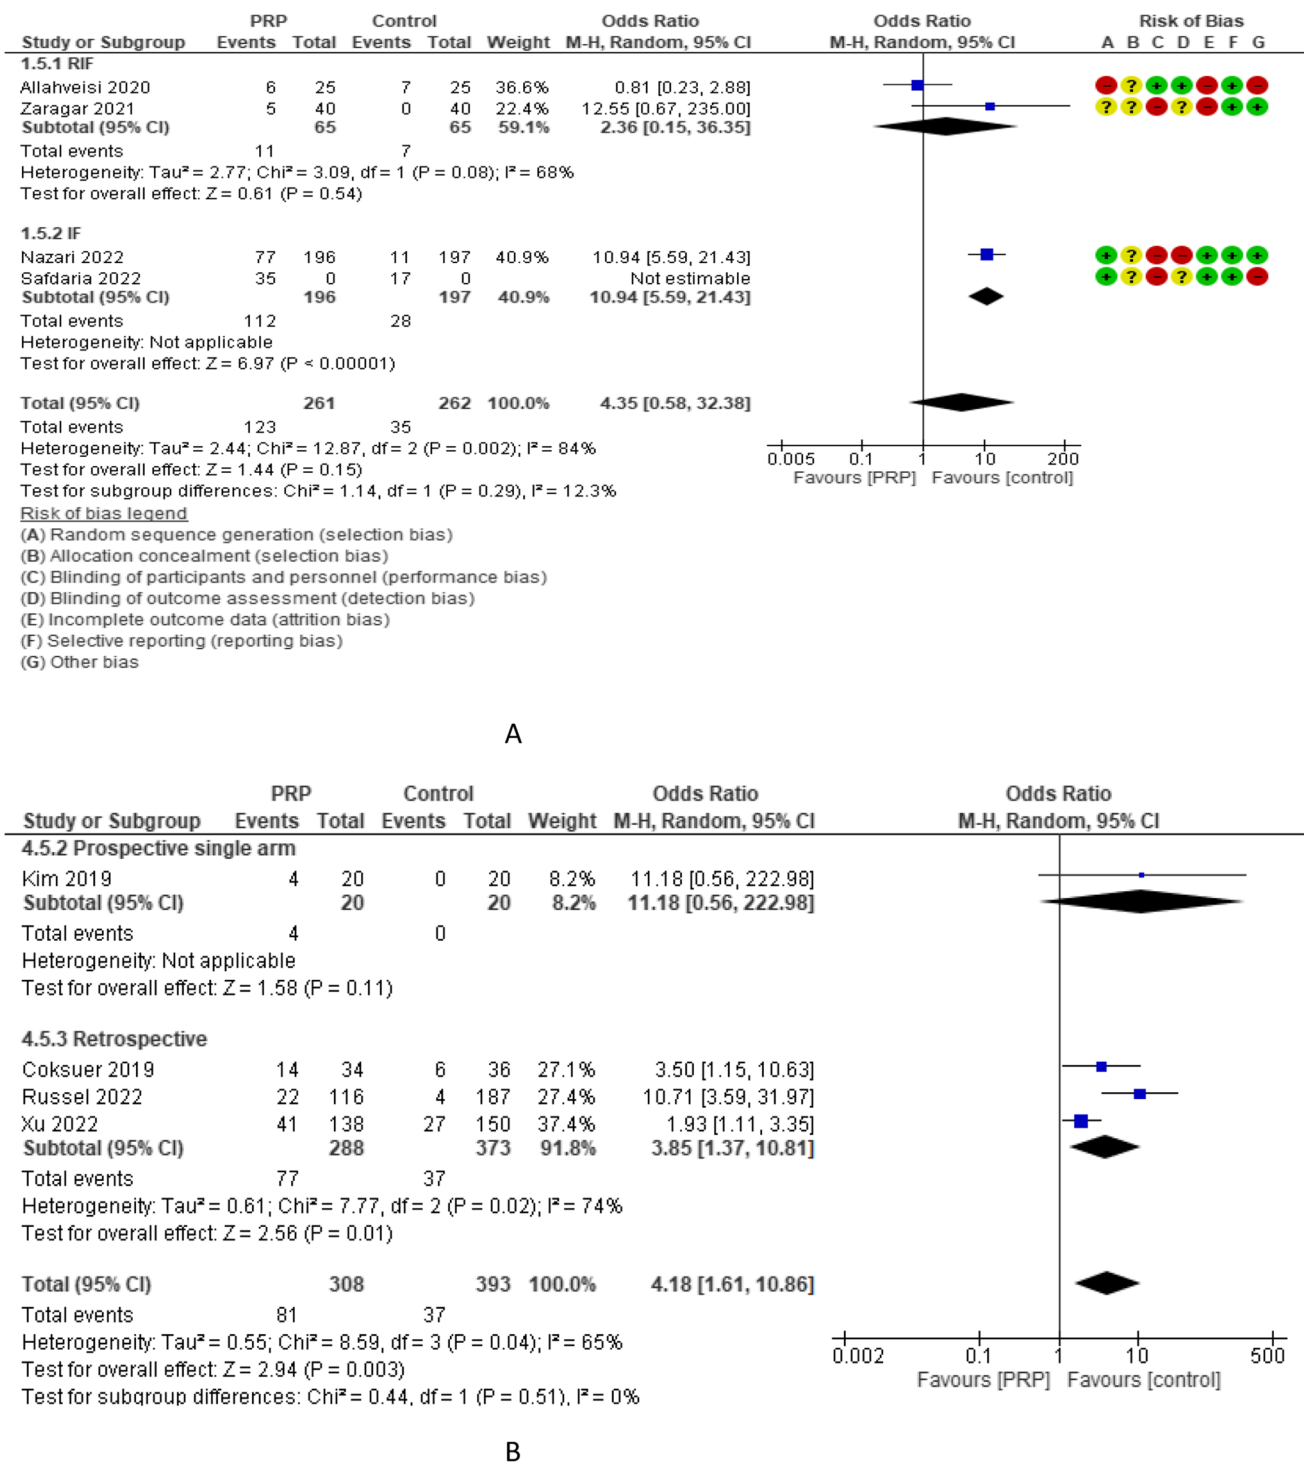 PRP Control Odds Ratio Odds Ratio Risk of Bias
Study or Subgroup Events Total Events Total Weight M-H, Random, 95% CI M-H, Random, 95% CI A B C D E F G
1.5.1 RIF
Allahveisi 2020 6 25 7 25 36.6% 0.81 [0.23, 2.88] - ? + + - + -
Zaragar 2021 5 40 0 40 22.4% 12.55 [0.67, 235.00] ? ? - ? - + +
Subtotal (95% CI) 65 65 59.1% 2.36 [0.15, 36.35]
Total events 11 7
Heterogeneity: Tau² = 2.77; Chi² = 3.09, df = 1 (P = 0.08); I² = 68%
Test for overall effect: Z = 0.61 (P = 0.54)
1.5.2 IF
Nazari 2022 77 196 11 197 40.9% 10.94 [5.59, 21.43] + ? - - + + +
Safdaria 2022 35 0 17 0 Not estimable + ? - ? + + -
Subtotal (95% CI) 196 197 40.9% 10.94 [5.59, 21.43]
Total events 112 28
Heterogeneity: Not applicable
Test for overall effect: Z = 6.97 (P < 0.00001)
Total (95% CI) 261 262 100.0% 4.35 [0.58, 32.38]
Total events 123 35
Heterogeneity: Tau² = 2.44; Chi² = 12.87, df = 2 (P = 0.002); I² = 84%
Test for overall effect: Z = 1.44 (P = 0.15)
Test for subgroup differences: Chi² = 1.14, df = 1 (P = 0.29), I² = 12.3%
0.005 0.1 1 10 200
Favours [PRP] Favours [control]
Risk of bias legend
(A) Random sequence generation (selection bias)
(B) Allocation concealment (selection bias)
(C) Blinding of participants and personnel (performance bias)
(D) Blinding of outcome assessment (detection bias)
(E) Incomplete outcome data (attrition bias)
(F) Selective reporting (reporting bias)
(G) Other bias
A
PRP Control Odds Ratio Odds Ratio
Study or Subgroup Events Total Events Total Weight M-H, Random, 95% CI M-H, Random, 95% CI
4.5.2 Prospective single arm
Kim 2019 4 20 0 20 8.2% 11.18 [0.56, 222.98]
Subtotal (95% CI) 20 20 8.2% 11.18 [0.56, 222.98]
Total events 4 0
Heterogeneity: Not applicable
Test for overall effect: Z = 1.58 (P = 0.11)
4.5.3 Retrospective
Coksuer 2019 14 34 6 36 27.1% 3.50 [1.15, 10.63]
Russel 2022 22 116 4 187 27.4% 10.71 [3.59, 31.97]
Xu 2022 41 138 27 150 37.4% 1.93 [1.11, 3.35]
Subtotal (95% CI) 288 373 91.8% 3.85 [1.37, 10.81]
Total events 77 37
Heterogeneity: Tau² = 0.61; Chi² = 7.77, df = 2 (P = 0.02); I² = 74%
Test for overall effect: Z = 2.56 (P = 0.01)
Total (95% CI) 308 393 100.0% 4.18 [1.61, 10.86]
Total events 81 37
Heterogeneity: Tau² = 0.55; Chi² = 8.59, df = 3 (P = 0.04); I² = 65%
Test for overall effect: Z = 2.94 (P = 0.003)
Test for subgroup differences: Chi² = 0.44, df = 1 (P = 0.51), I² = 0%
0.002 0.1 1 10 500
Favours [PRP] Favours [control]
B